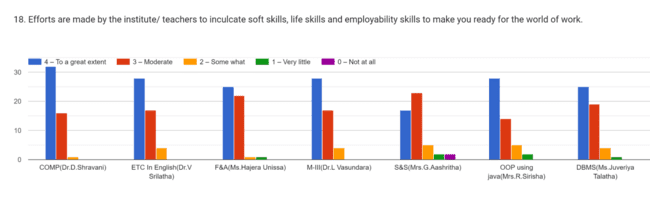 18. Efforts are made by the institute/ teachers to inculcate soft skills, life skills and employability skills to make you ready for the world of work.
4 – To a great extent 3 – Moderate 2 – Some what 1 – Very little 0 – Not at all
30
20
10
0
COMP(Dr.D.Shravani) ETC In English(Dr.V F&A(Ms.Hajera Unissa) M-III(Dr.L Vasundara) S&S(Mrs.G.Aashritha) OOP using DBMS(Ms.Juveriya
Srilatha) java(Mrs.R.Sirisha) Talatha)